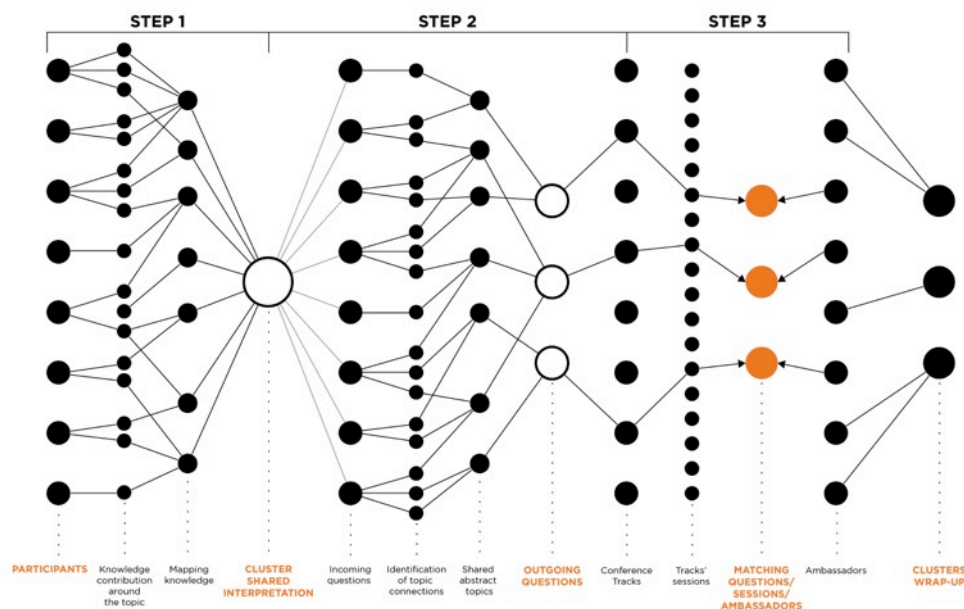 STEP 1
STEP 2
STEP 3
PARTICIPANTS
Knowledge
contribution
around
the topic
Mapping
knowledge
CLUSTER
SHARED
INTERPRETATION
Incoming
questions
Identification
of topic
connections
Shared
abstract
topics
OUTGOING
QUESTIONS
Conference
Tracks
Tracks'
sessions
MATCHING
QUESTIONS/
SESSIONS/
AMBASSADORS
Ambassadors
CLUSTERS
WRAP-UP